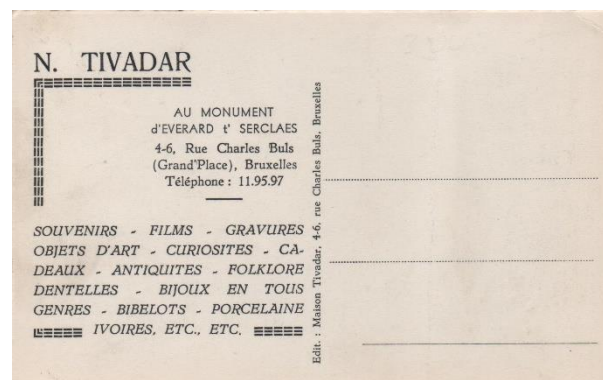 N. TIVADAR
AU MONUMENT
d'EVERARD t' SERCLAES
4-6, Rue Charles Buls
(Grand'Place), Bruxelles
Téléphone : 11.95.97
SOUVENIRS - FILMS - GRAVURES
OBJETS D'ART - CURIOSITES - CA-
DEAUX - ANTIQUITES - FOLKLORE
DENTELLES - BIJOUX EN TOUS
GENRES - BIBELOTS - PORCELAINE
IVOIRES, ETC., ETC.
Edit. : Maison Tivadar, 4-6, rue Charles Buls, Bruxelles